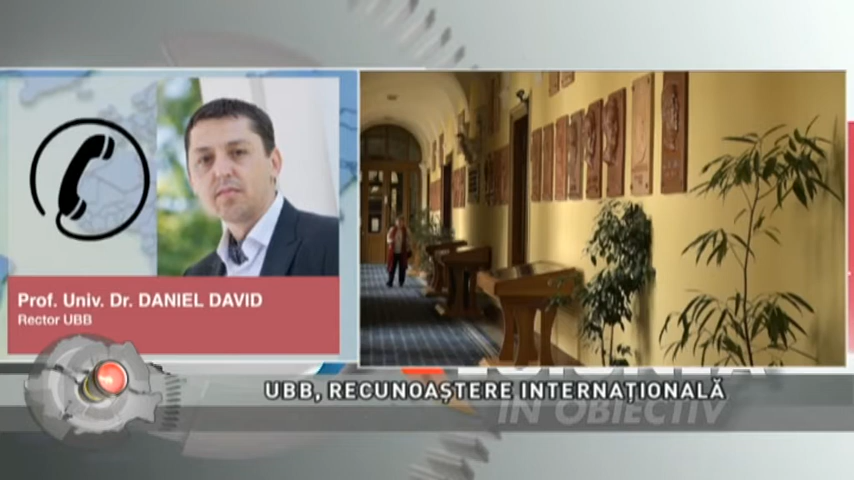 Prof. Univ. Dr. DANIEL DAVID
Rector UBB
UBB, RECUNOAȘTERE INTERNAȚIONALĂ
IN OBIECTIV